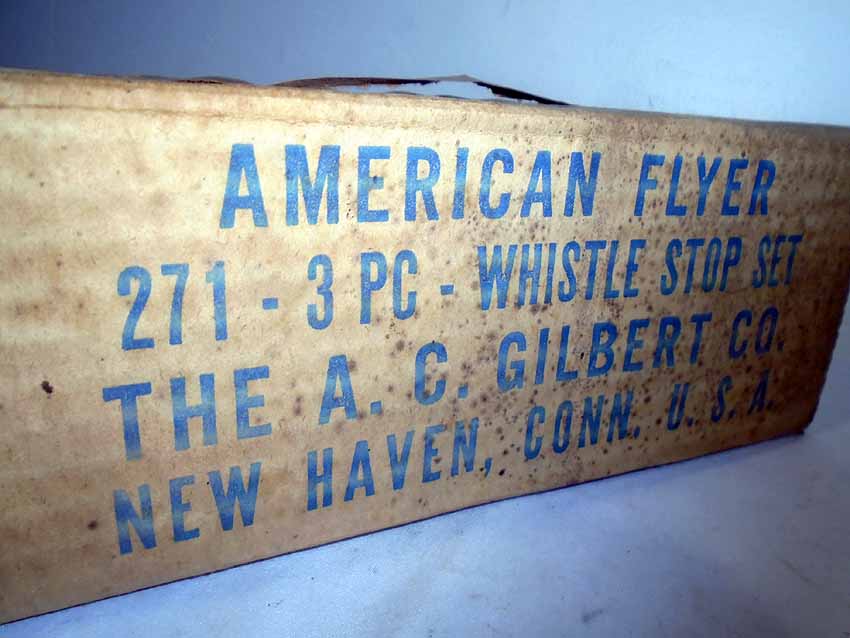 AMERICAN FLYER
271 - 3 PC - WHISTLE STOP SET
THE A. C. GILBERT CO.
NEW HAVEN, CONN. U. S. A.